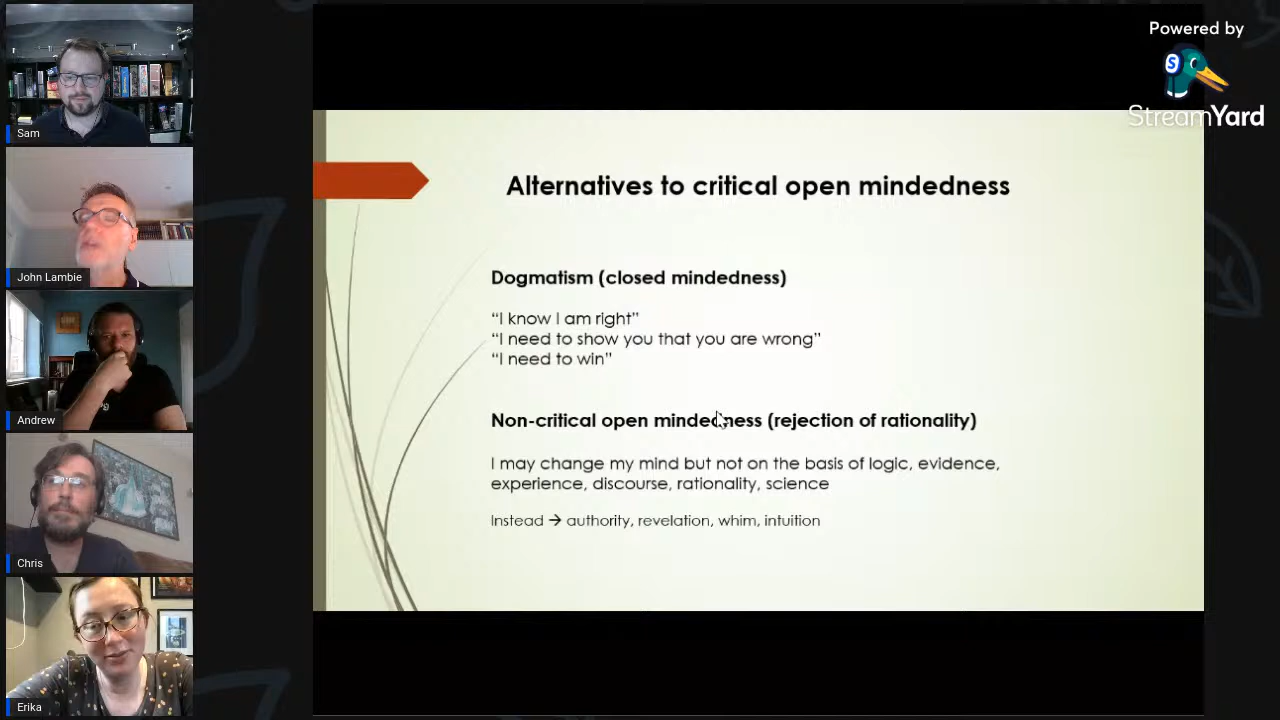 Sam
John Lambie
Andrew
Chris
Erika
Powered by
S
StreamYard
Alternatives to critical open mindedness
Dogmatism (closed mindedness)
“I know I am right”
“I need to show you that you are wrong”
“I need to win”
Non-critical open mindedness (rejection of rationality)
I may change my mind but not on the basis of logic, evidence,
experience, discourse, rationality, science
Instead → authority, revelation, whim, intuition